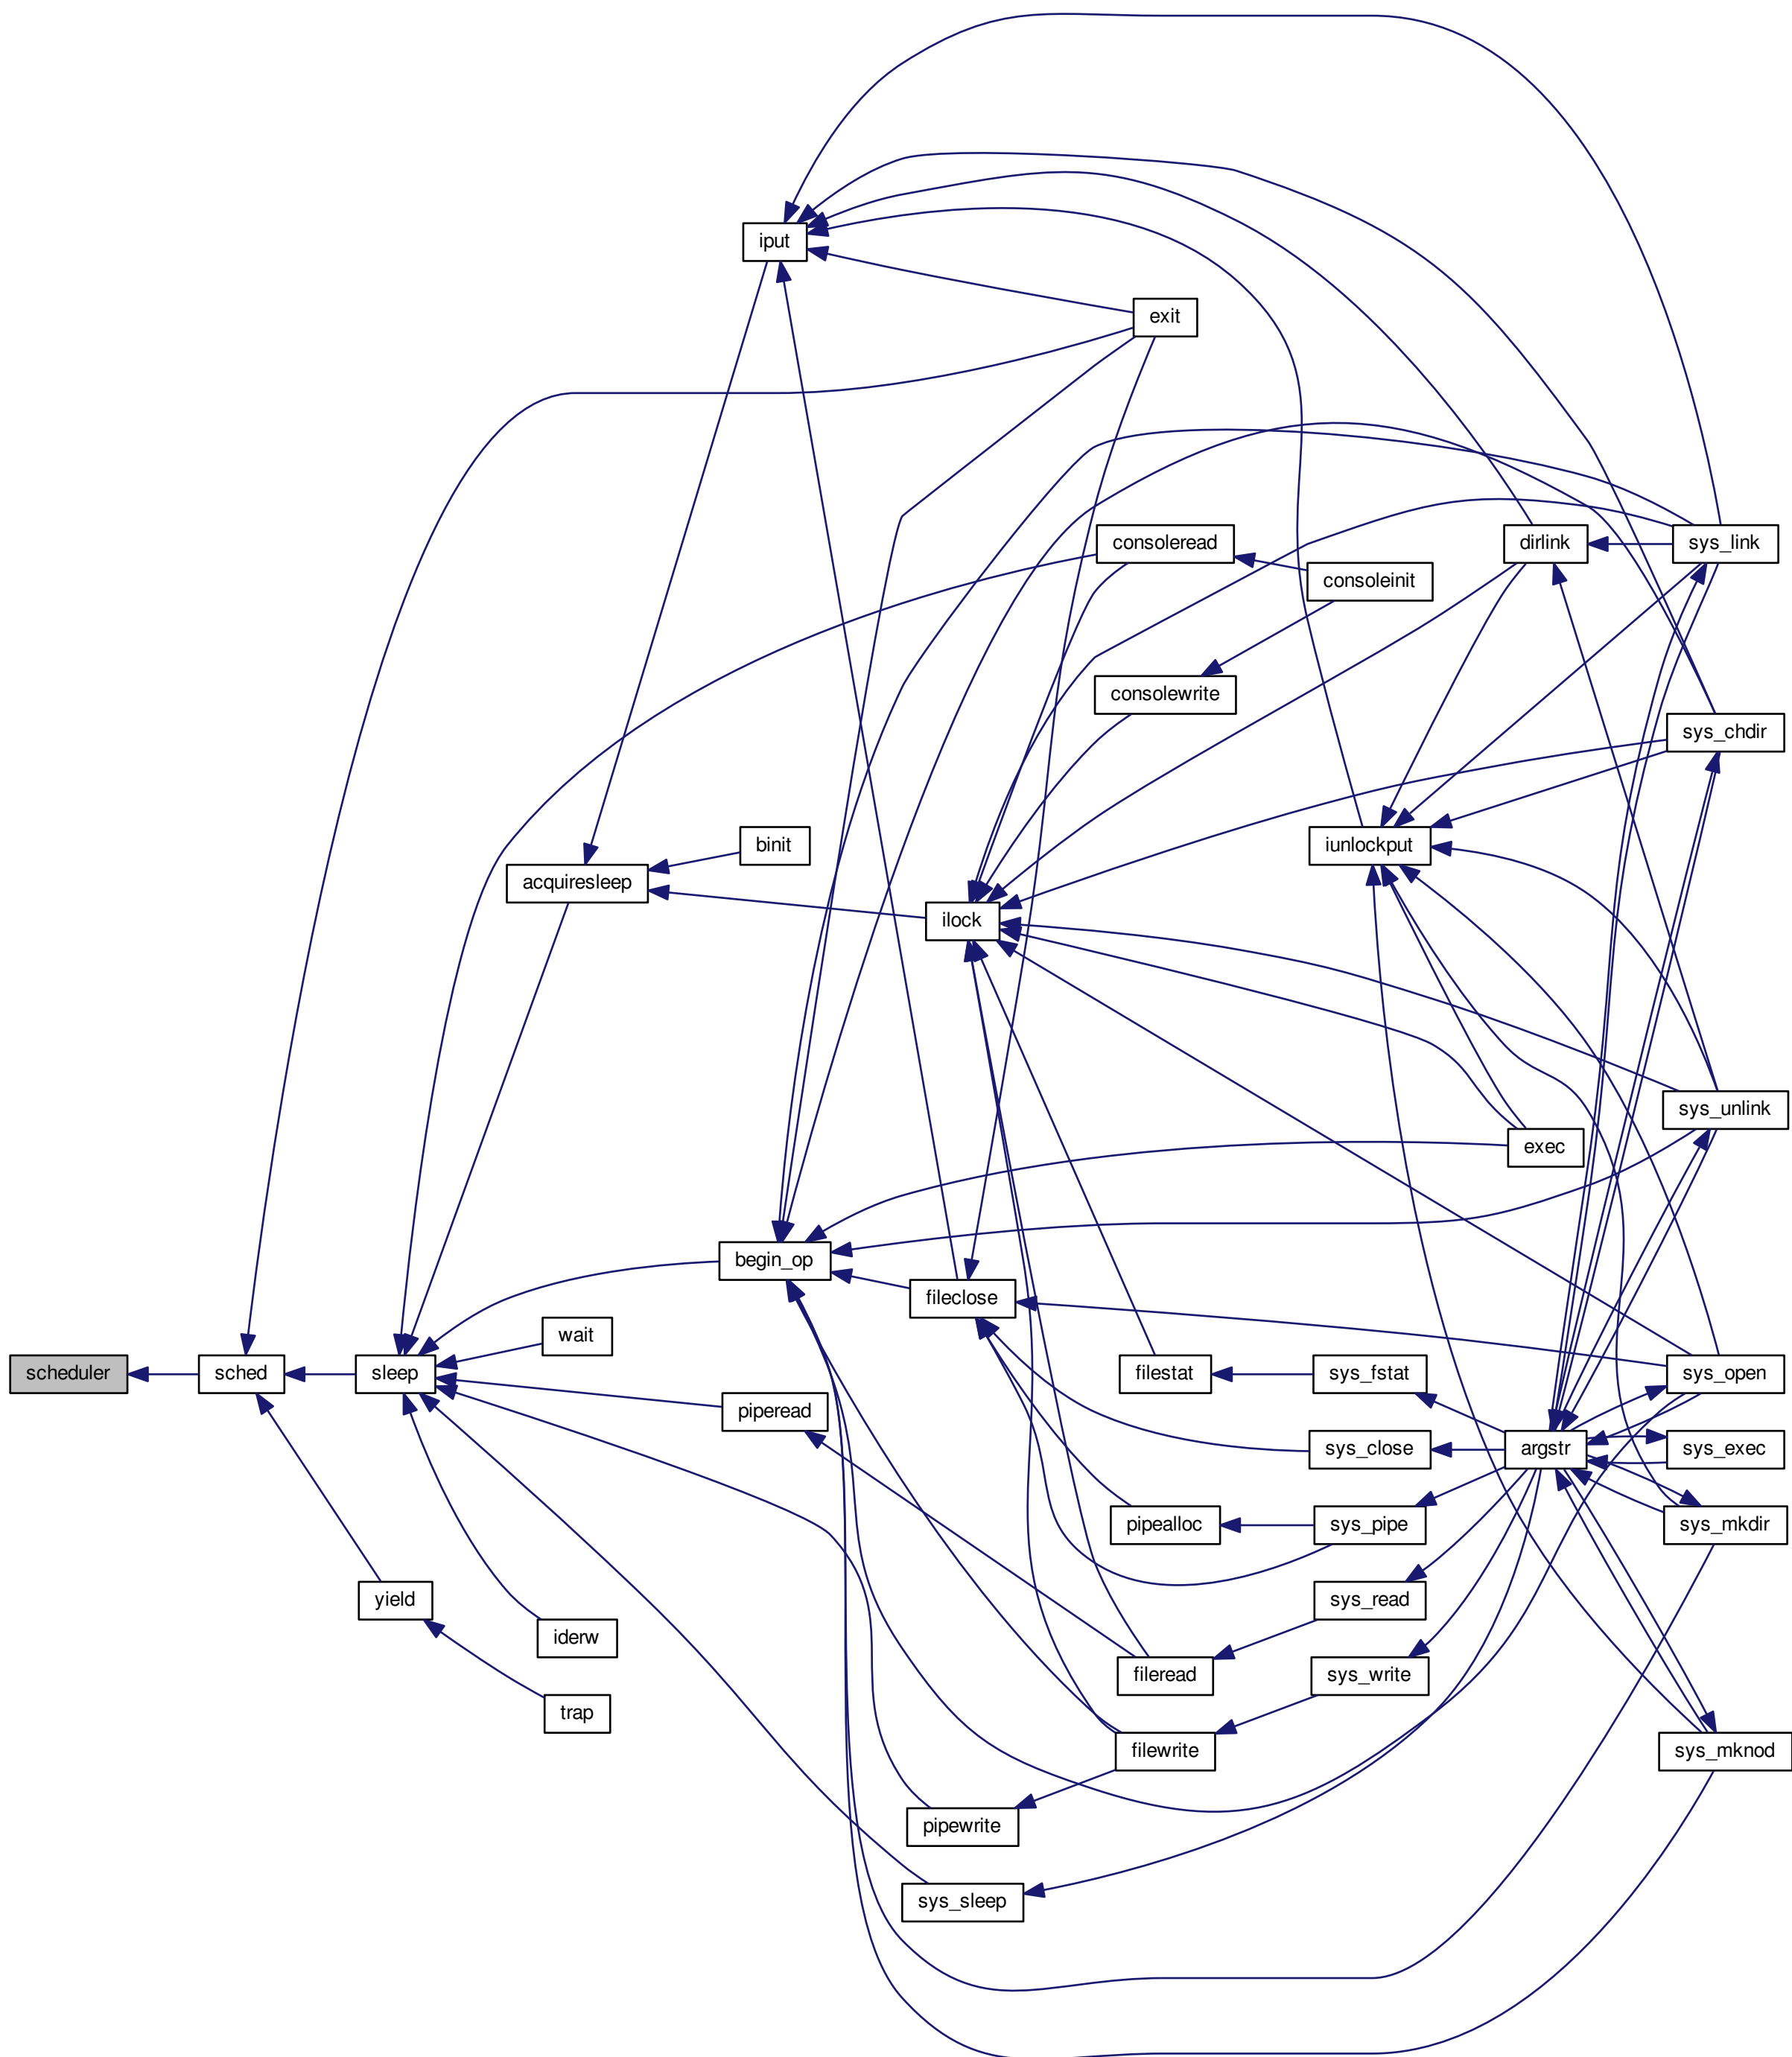 iput
exit
consoleread
dirlink
sys_link
consoleinit
consolewrite
sys_chdir
binit
iunlockput
acquiresleep
ilock
sys_unlink
exec
begin_op
fileclose
wait
scheduler
sched
sleep
filestat
sys_fstat
sys_open
piperead
sys_close
argstr
sys_exec
pipealloc
sys_pipe
sys_mkdir
yield
sys_read
iderw
fileread
sys_write
trap
filewrite
sys_mknod
pipewrite
sys_sleep